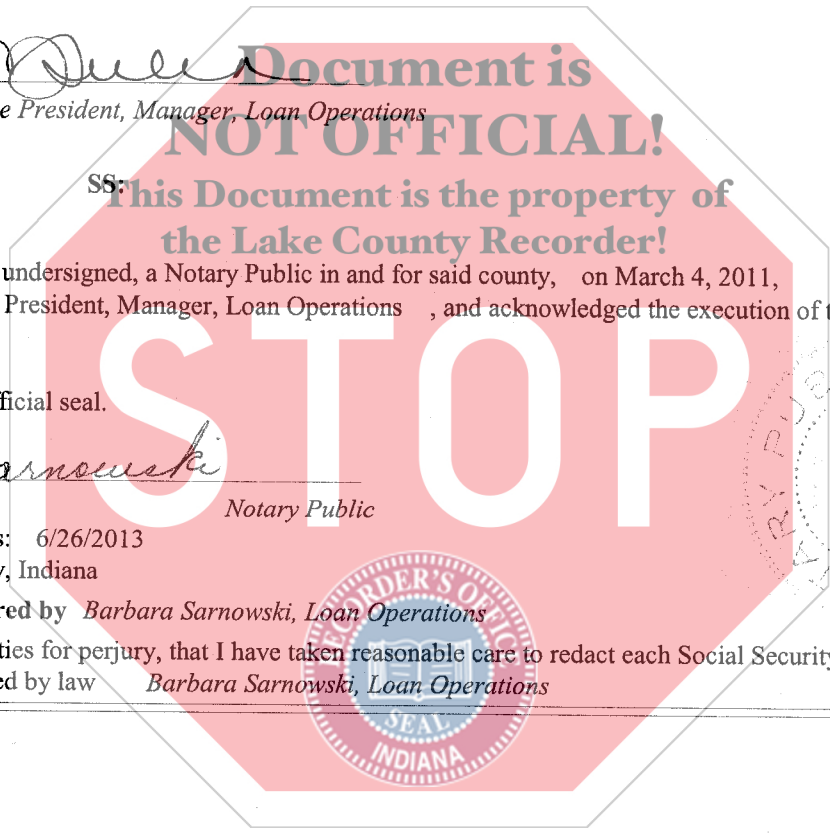 Document is
e President, Manager, Loan Operations
NOT OFFICIAL!
SS:
This Document is the property of
the Lake County Recorder!
undersigned, a Notary Public in and for said county, on March 4, 2011,
President, Manager, Loan Operations , and acknowledged the execution of t
STOP
ficial seal.
arnowski
RY PUB
Notary Public
s: 6/26/2013
y, Indiana
RECORDER'S OFFICE
red by Barbara Sarnowski, Loan Operations
ties for perjury, that I have taken reasonable care to redact each Social Security
ed by law Barbara Sarnowski, Loan Operations
SEAL
INDIANA